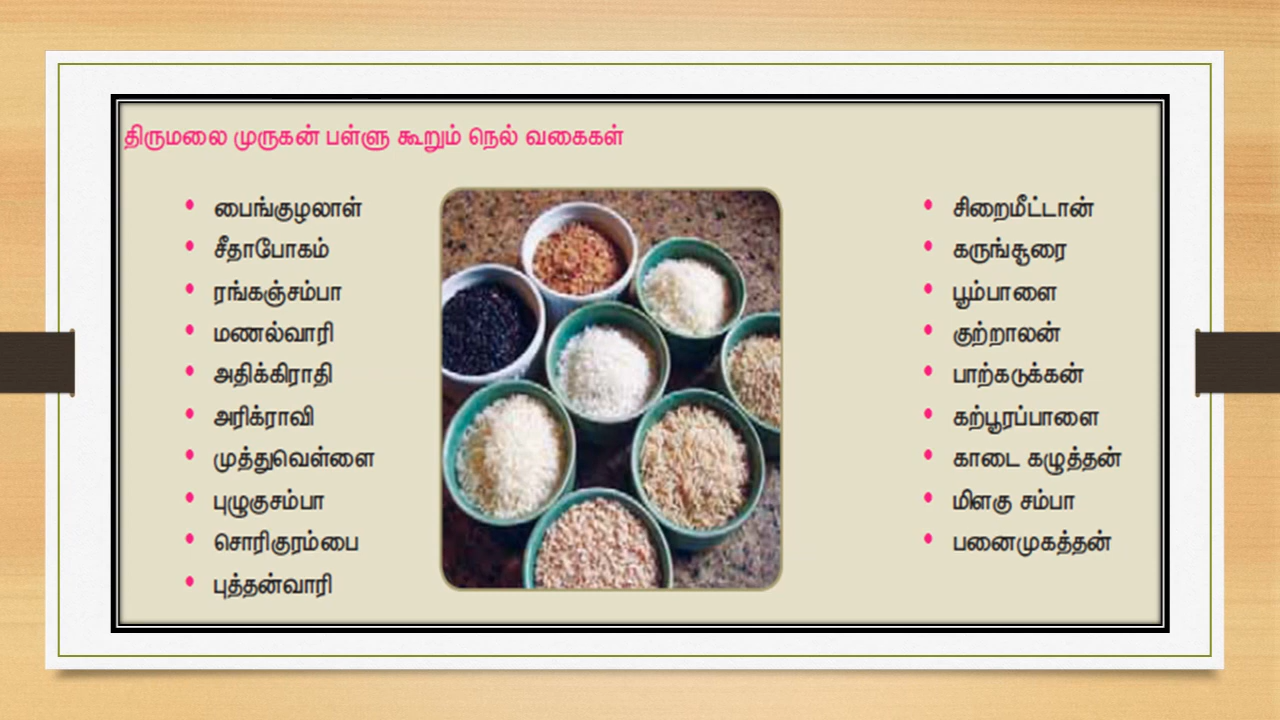 திருமலை முருகன் பள்ளு கூறும் நெல் வகைகள்
• பைங்குழலாள்
• சீதாபோகம்
• ரங்கஞ்சம்பா
• மணல்வாரி
• அதிக்கிராதி
• அரிக்ராவி
• முத்துவெள்ளை
• புழுகுசம்பா
• சொரிகுரம்பை
• புத்தன்வாரி
• சிறைமீட்டான்
• கருங்சூரை
• பூம்பாளை
• குற்றாலன்
• பாற்கடுக்கன்
• கற்பூரப்பாளை
• காடை கழுத்தன்
• மிளகு சம்பா
• பனைமுகத்தன்